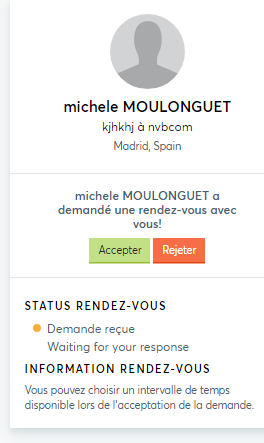 michele MOULONGUET
kjhkhj à nvbcom
Madrid, Spain
michele MOULONGUET a
demandé une rendez-vous avec
vous!
Accepter Rejeter
STATUS RENDEZ-VOUS
Demande reçue
Waiting for your response
INFORMATION RENDEZ-VOUS
Vous pouvez choisir un intervalle de temps
disponible lors de l'acceptation de la demande.